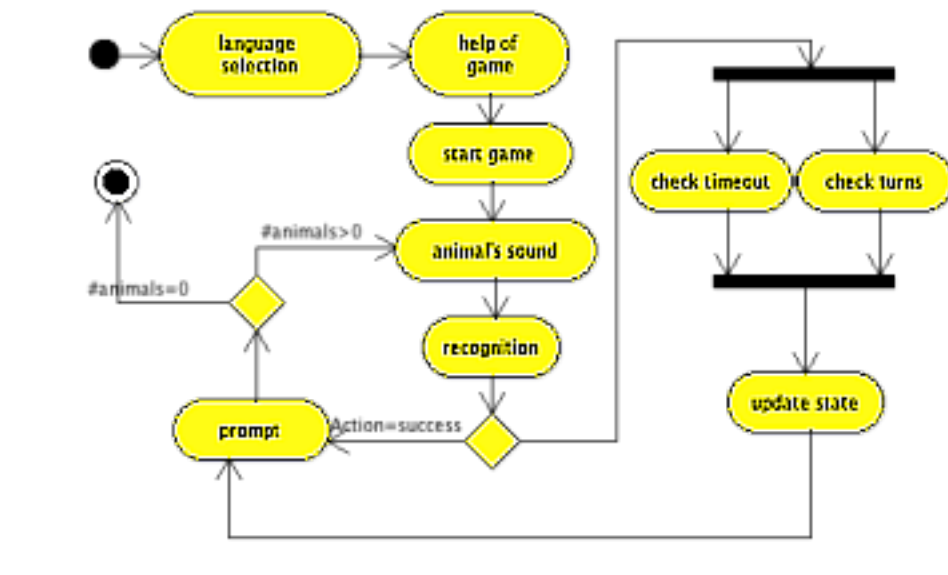 language
selection
help of
game
start game
check timeout
check turns
#animals>0
animal's sound
#animals=0
recognition
update state
prompt
Action=success